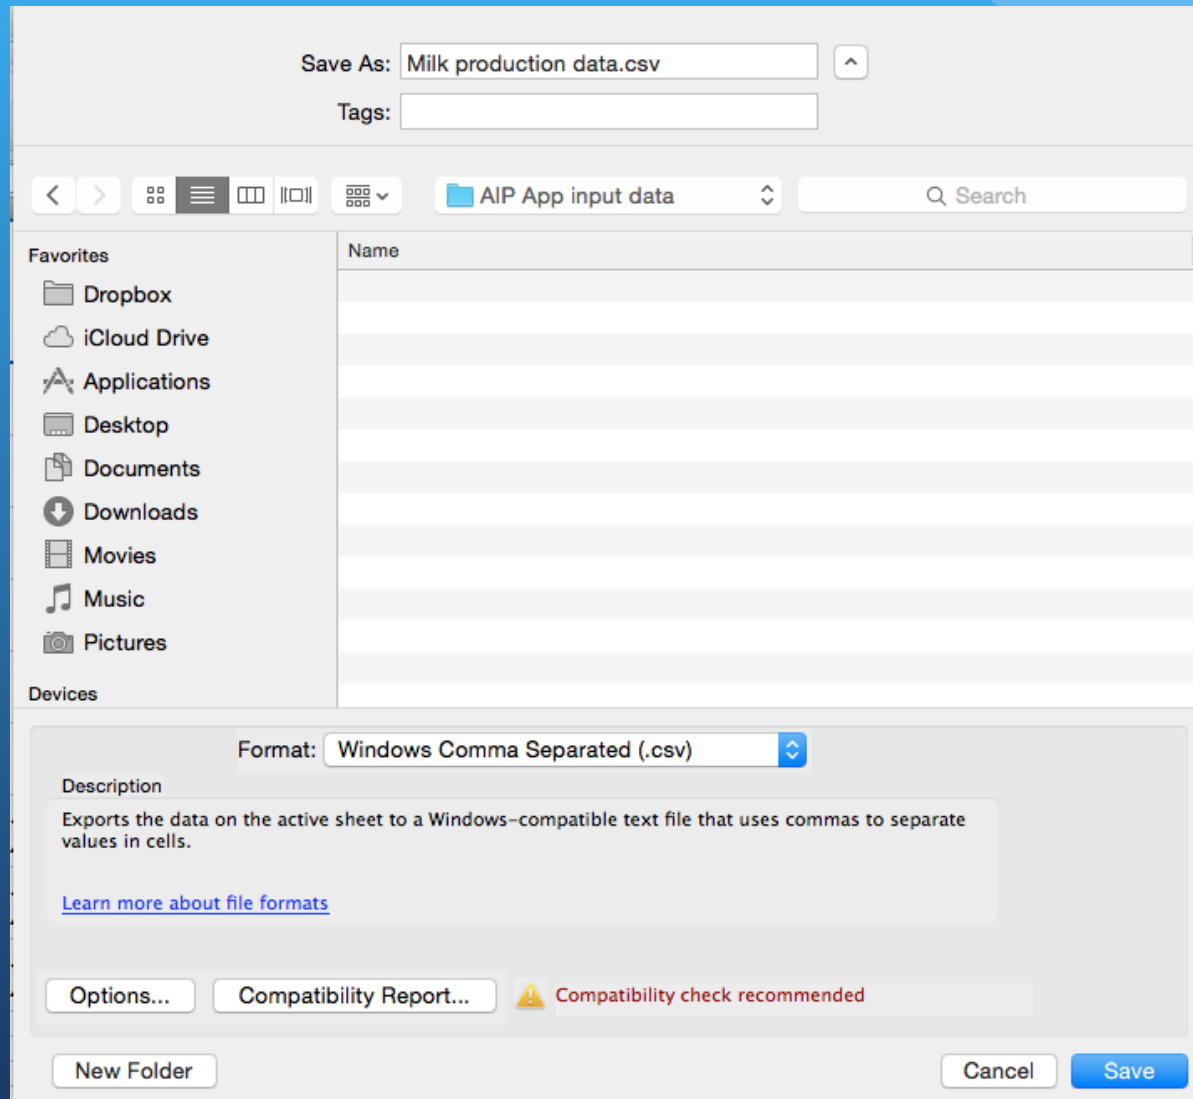 Save As: Milk production data.csv
Tags:
AIP App input data
Search
Favorites
Name
Dropbox
iCloud Drive
Applications
Desktop
Documents
Downloads
Movies
Music
Pictures
Devices
Format: Windows Comma Separated (.csv)
Description
Exports the data on the active sheet to a Windows-compatible text file that uses commas to separate
values in cells.
Learn more about file formats
Options... Compatibility Report... Compatibility check recommended
New Folder Cancel Save